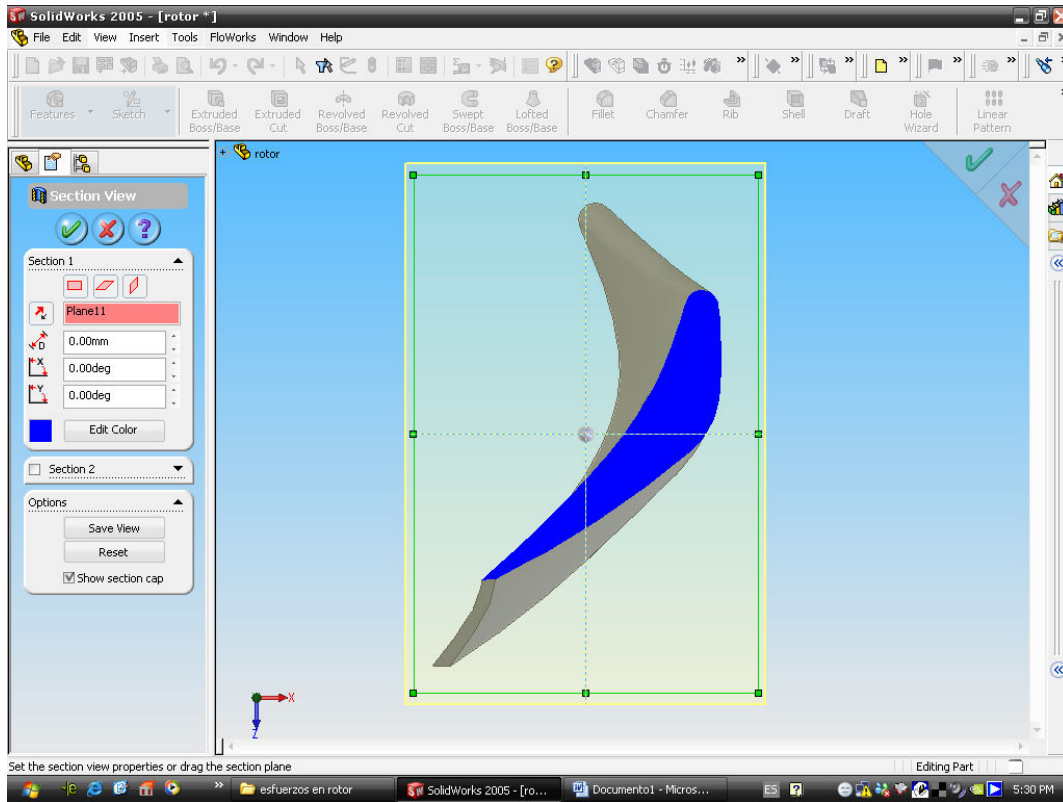 SolidWorks 2005 - [rotor *]
File Edit View Insert Tools FloWorks Window Help
Features Sketch Extruded Boss/Base Extruded Cut Revolved Boss/Base Revolved Cut Swept Boss/Base Lofted Boss/Base Fillet Chamfer Rib Shell Draft Hole Wizard Linear Pattern
rotor
Section View
Section 1
Plane11
0.00mm
0.00deg
0.00deg
Edit Color
Section 2
Options
Save View
Reset
Show section cap
X
Z
Set the section view properties or drag the section plane
Editing Part
esfuerzos en rotor
SolidWorks 2005 - [ro...
Documento1 - Micros...
ES
5:30 PM